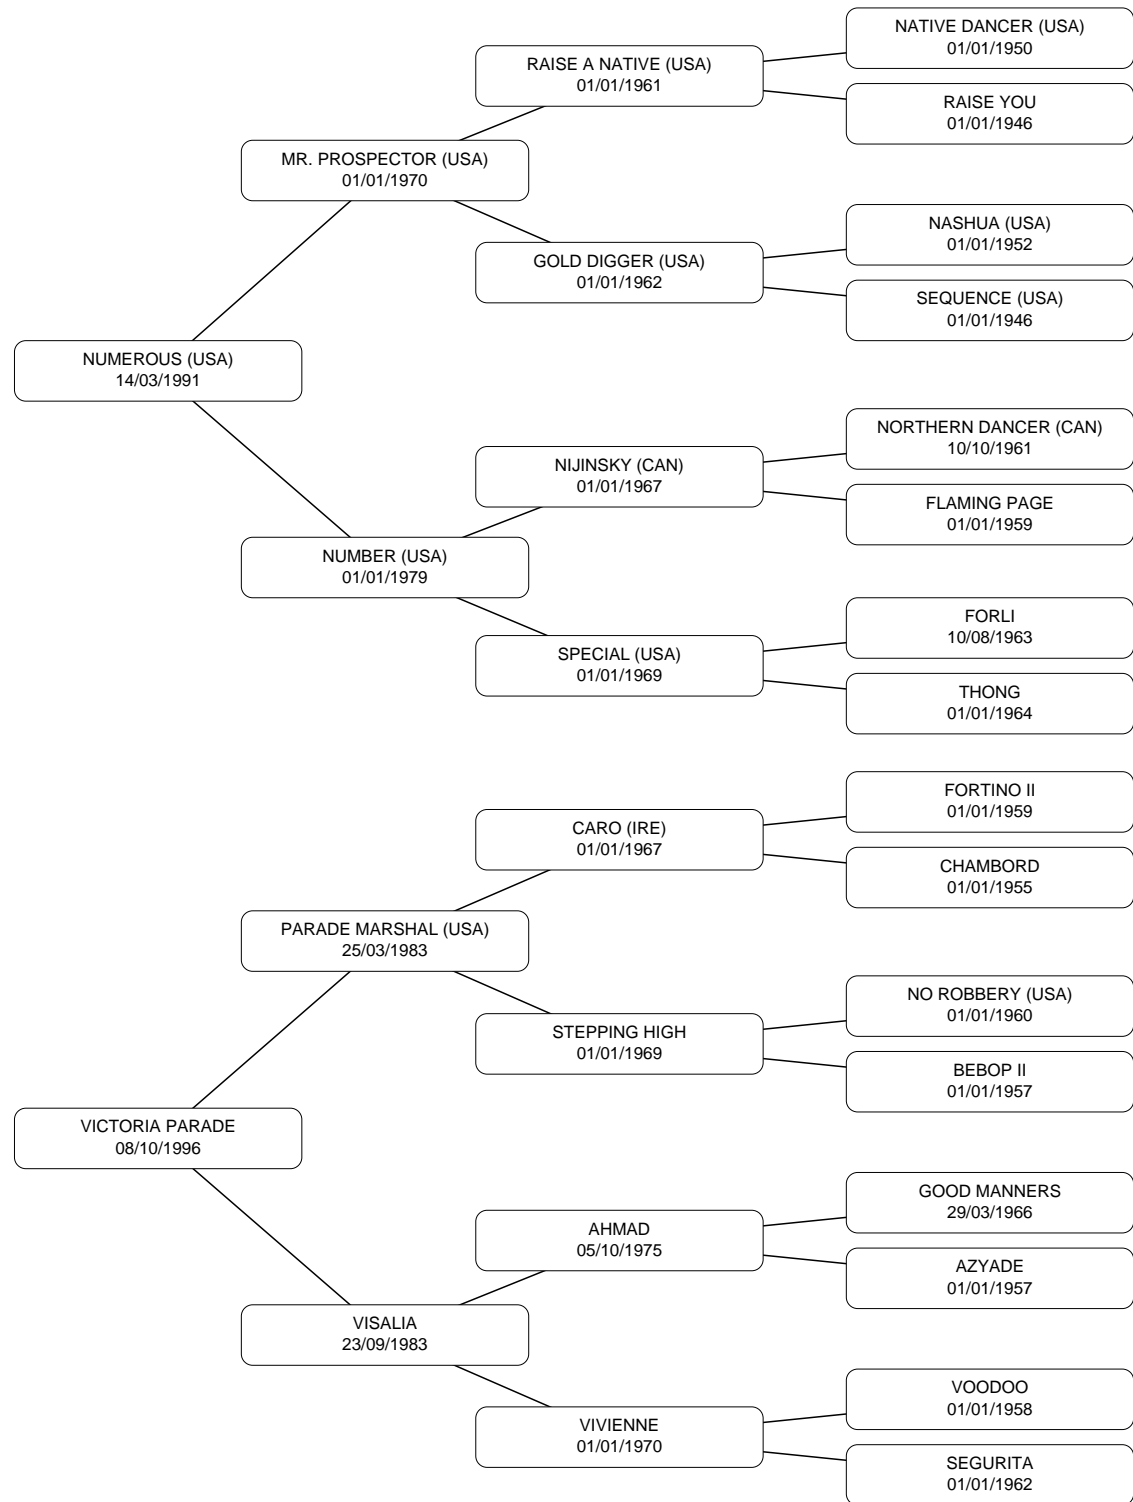 NATIVE DANCER (USA)
01/01/1950
RAISE A NATIVE (USA)
01/01/1961
RAISE YOU
01/01/1946
MR. PROSPECTOR (USA)
01/01/1970
NASHUA (USA)
01/01/1952
GOLD DIGGER (USA)
01/01/1962
SEQUENCE (USA)
01/01/1946
NUMEROUS (USA)
14/03/1991
NORTHERN DANCER (CAN)
10/10/1961
NIJINSKY (CAN)
01/01/1967
FLAMING PAGE
01/01/1959
NUMBER (USA)
01/01/1979
FORLI
10/08/1963
SPECIAL (USA)
01/01/1969
THONG
01/01/1964
FORTINO II
01/01/1959
CARO (IRE)
01/01/1967
CHAMBORD
01/01/1955
PARADE MARSHAL (USA)
25/03/1983
NO ROBBERY (USA)
01/01/1960
STEPPING HIGH
01/01/1969
BEBOP II
01/01/1957
VICTORIA PARADE
08/10/1996
GOOD MANNERS
29/03/1966
AHMAD
05/10/1975
AZYADE
01/01/1957
VISALIA
23/09/1983
VOODOO
01/01/1958
VIVIENNE
01/01/1970
SEGURITA
01/01/1962